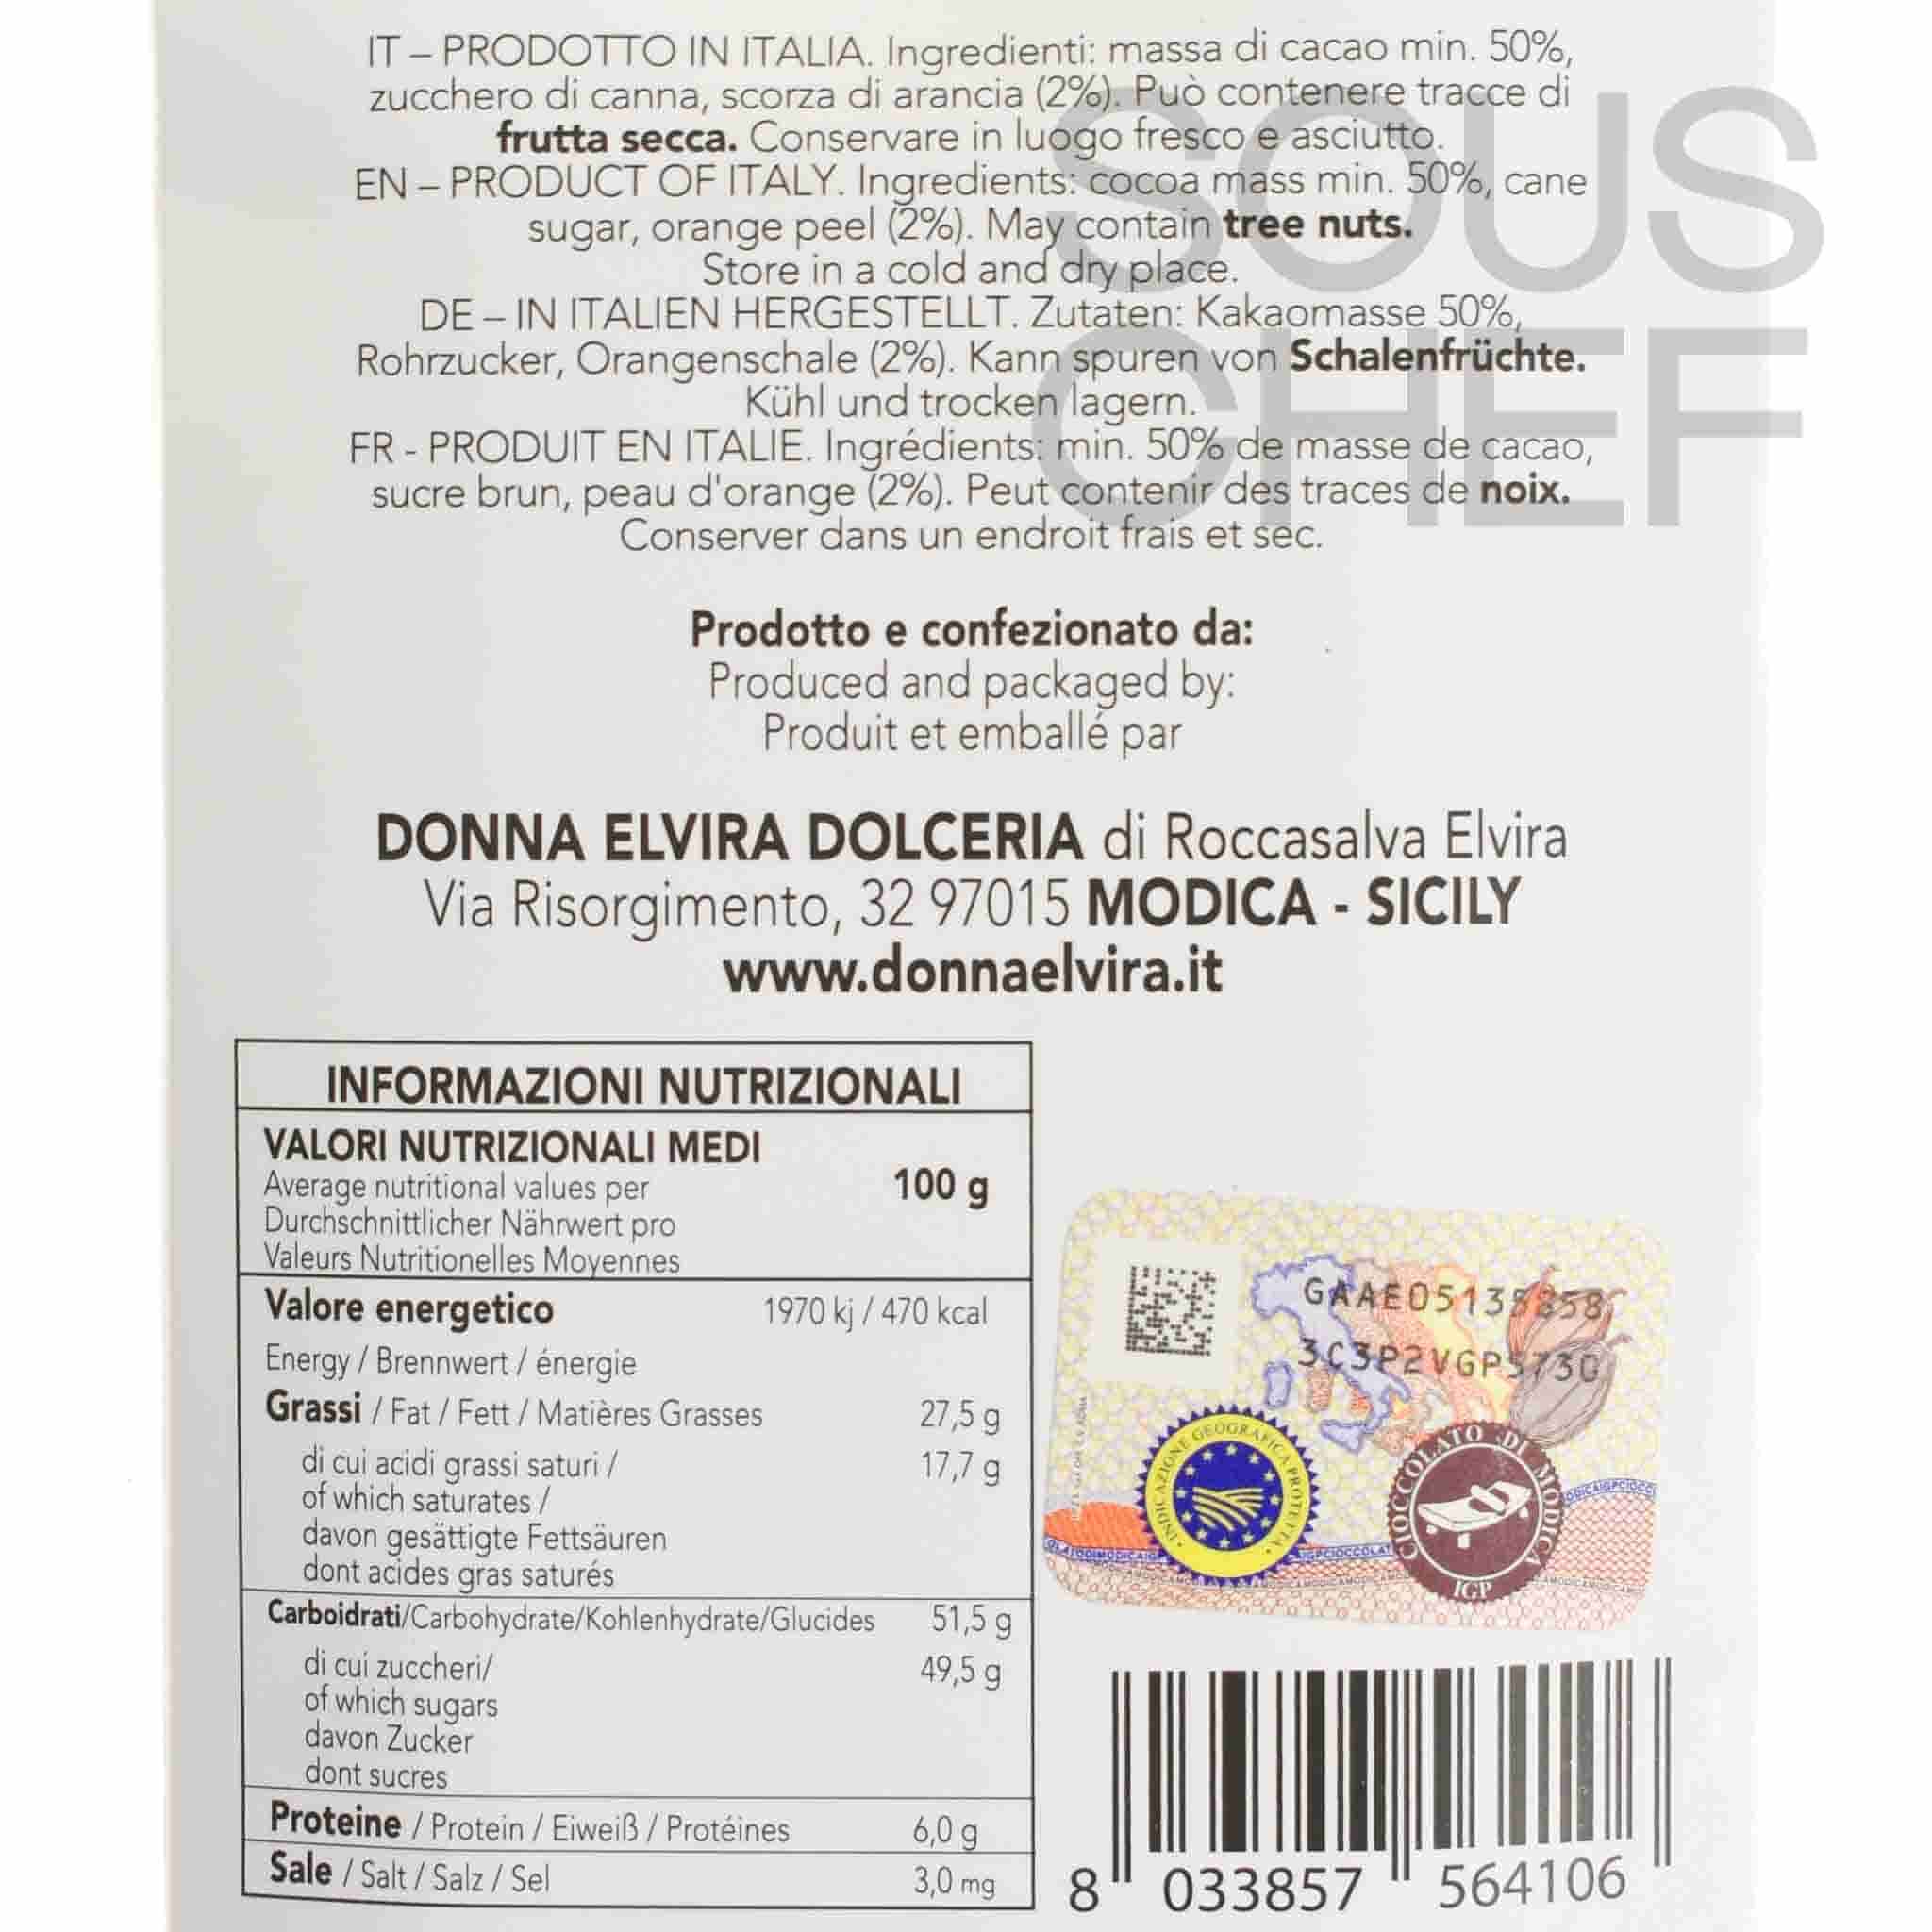 IT – PRODOTTO IN ITALIA. Ingredienti: massa di cacao min. 50%,
zucchero di canna, scorza di arancia (2%). Può contenere tracce di
frutta secca. Conservare in luogo fresco e asciutto.
EN – PRODUCT OF ITALY. Ingredients: cocoa mass min. 50%, cane
sugar, orange peel (2%). May contain tree nuts.
Store in a cold and dry place.
DE – IN ITALIEN HERGESTELLT. Zutaten: Kakaomasse 50%,
Rohrzucker, Orangenschale (2%). Kann spuren von Schalenfrüchte.
Kühl und trocken lagern.
FR - PRODUIT EN ITALIE. Ingrédients: min. 50% de masse de cacao,
sucre brun, peau d'orange (2%). Peut contenir des traces de noix.
Conserver dans un endroit frais et sec.
SOUS
CHEF
Prodotto e confezionato da:
Produced and packaged by:
Produit et emballé par
DONNA ELVIRA DOLCERIA di Roccasalva Elvira
Via Risorgimento, 32 97015 MODICA - SICILY
www.donnaelvira.it
INFORMAZIONI NUTRIZIONALI
VALORI NUTRIZIONALI MEDI
Average nutritional values per 100 g
Durchschnittlicher Nährwert pro
Valeurs Nutritionelles Moyennes
Valore energetico 1970 kj / 470 kcal
Energy / Brennwert / énergie
Grassi / Fat / Fett / Matières Grasses 27,5 g
di cui acidi grassi saturi / 17,7 g
of which saturates /
davon gesättigte Fettsäuren
dont acides gras saturés
Carboidrati/Carbohydrate/Kohlenhydrate/Glucides 51,5 g
di cui zuccheri/ 49,5 g
of which sugars
davon Zucker
dont sucres
Proteine / Protein / Eiweiß / Protéines 6,0 g
Sale / Salt / Salz / Sel 3,0 mg
INDICAZIONE GEOGRAFICA PROTETTA
CIOCCOLATO DI MODICA
IGP
8 033857 564106